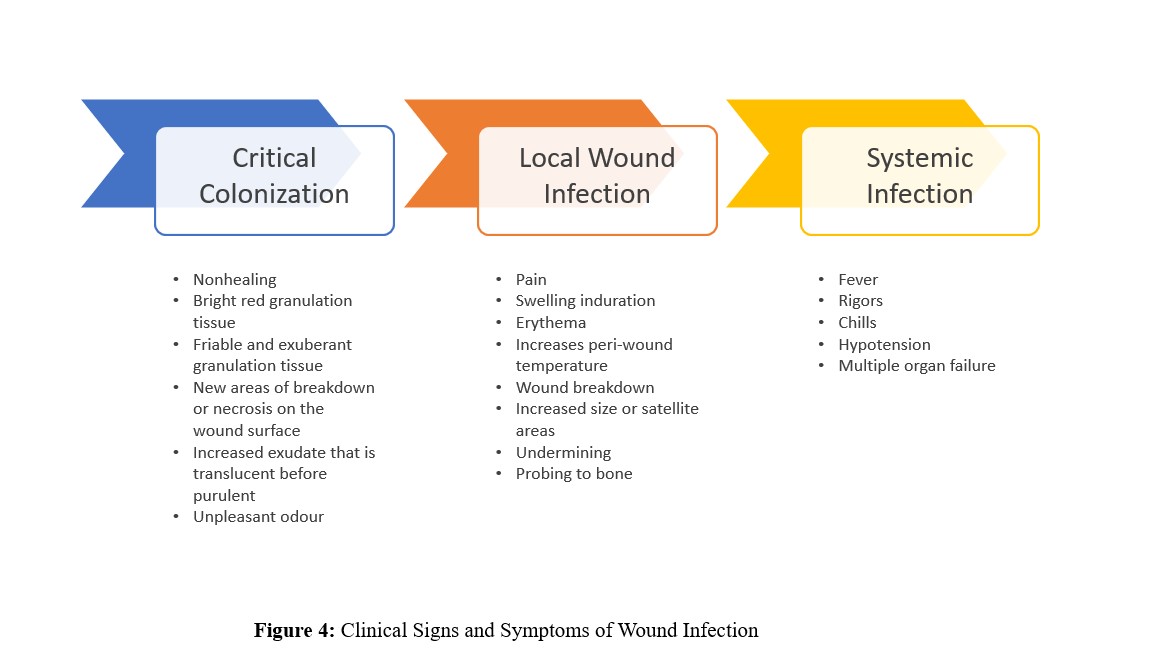 Critical
Colonization
• Nonhealing
• Bright red granulation
tissue
• Friable and exuberant
granulation tissue
• New areas of breakdown
or necrosis on the
wound surface
• Increased exudate that is
translucent before
purulent
• Unpleasant odour
Local Wound
Infection
• Pain
• Swelling induration
• Erythema
• Increases peri-wound
temperature
• Wound breakdown
• Increased size or satellite
areas
• Undermining
• Probing to bone
Systemic
Infection
• Fever
• Rigors
• Chills
• Hypotension
• Multiple organ failure
Figure 4: Clinical Signs and Symptoms of Wound Infection